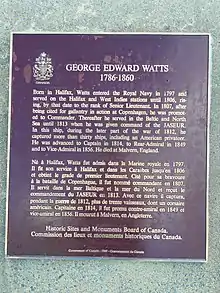 GEORGE EDWARD WATTS
1786-1860
Born in Halifax, Watts entered the Royal Navy in 1797 and
served on the Halifax and West Indies stations until 1806, ris-
ing by that date to the rank of Senior Lieutenant. In 1807, after
being cited for gallantry in action at Copenhagen, he was promot-
ed to Commander. Thereafter he served in the Baltic and North
Sea until 1813 when he was given command of the JASEUR.
In this ship, during the later part of the war of 1812, he
captured more than thirty ships, including an American privateer.
He was advanced to Captain in 1814, to Rear-Admiral in 1849
and to Vice-Admiral in 1856. He died at Malvern, England.
Né à Halifax, Watts fut admis dans la Marine royale en 1797.
Il fit son service à Halifax et dans les Caraïbes jusqu'en 1806
et obtint le grade de premier lieutenant. Cité pour sa bravoure
à la bataille de Copenhague, il fut nommé commandant en 1807.
Il servit dans la mer Baltique et la mer du Nord et reçut le
commandement du JASEUR en 1813. Avec ce navire il captura,
pendant la guerre de 1812, plus de trente vaisseaux, dont un corsaire
américain. Capitaine en 1814, il fut promu contre-amiral en 1849 et
vice-amiral en 1856. Il mourut à Malvern, en Angleterre.
Historic Sites and Monuments Board of Canada.
Commission des lieux et monuments historiques du Canada.
Government of Canada - Gouvernement du Canada